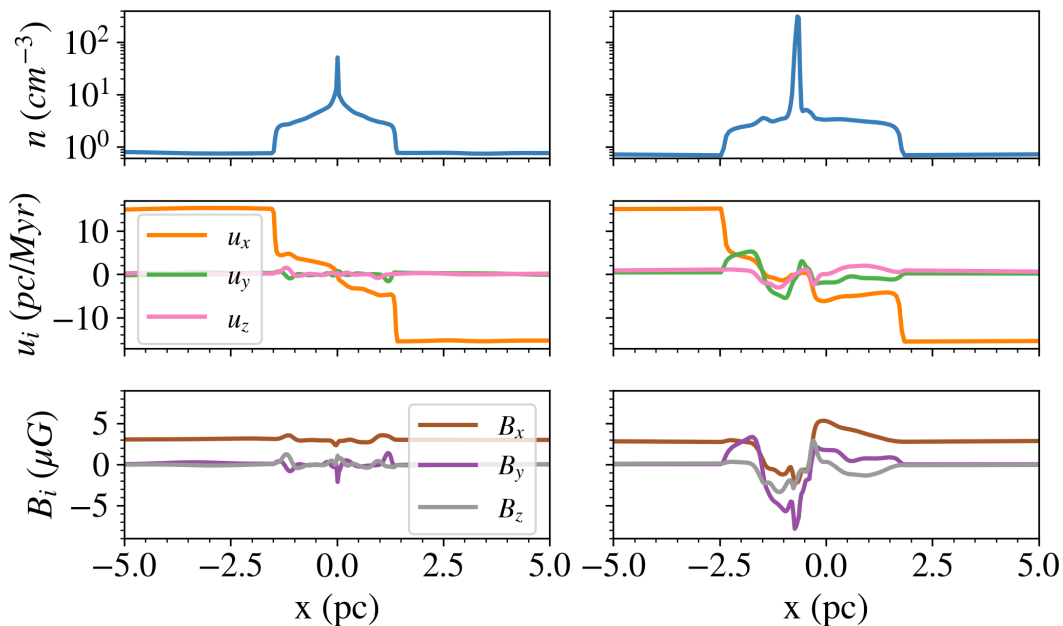 n (cm⁻³)
10²
10¹
10⁰
u_i (pc/Myr)
10
0
−10
u_x
u_y
u_z
B_i (μG)
5
0
−5
B_x
B_y
B_z
−5.0 −2.5 0.0 2.5 5.0
−5.0 −2.5 0.0 2.5 5.0
x (pc)
x (pc)